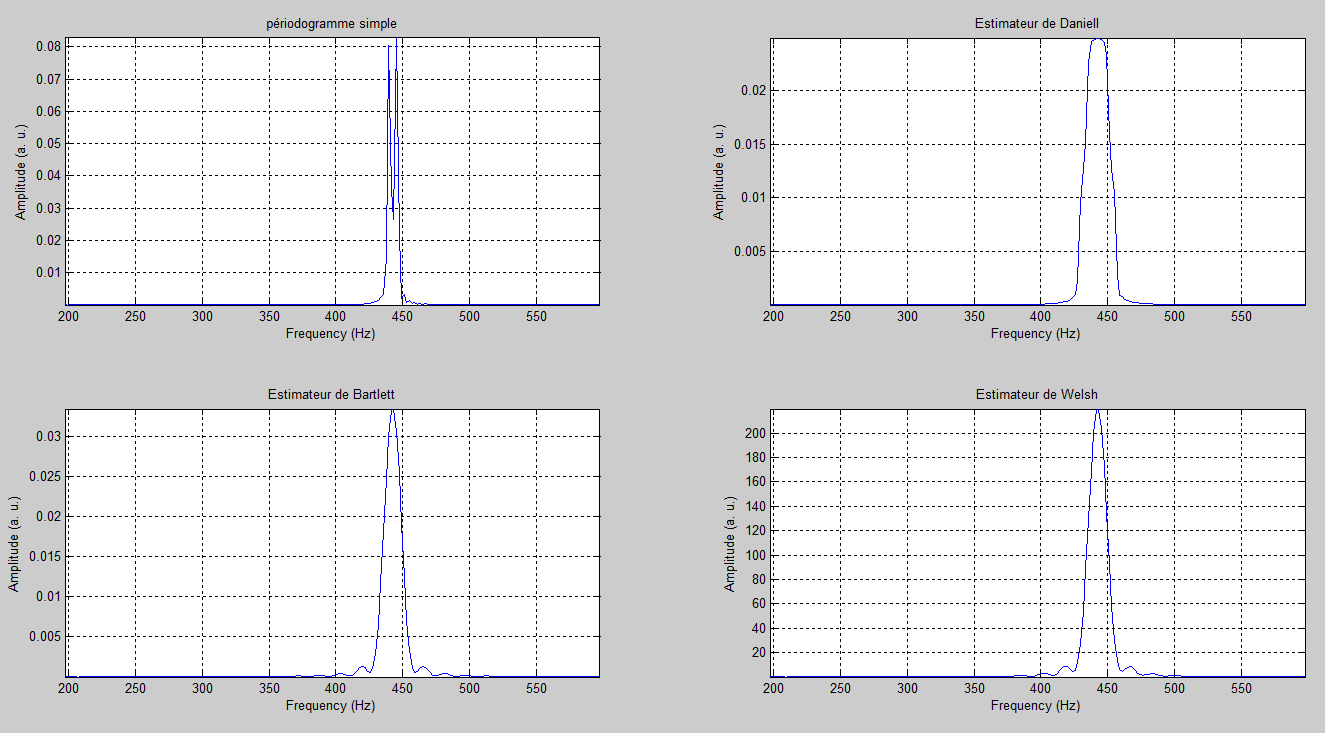 périodogramme simple
0.08
0.07
0.06
0.05
0.04
0.03
0.02
0.01
Amplitude (a. u.)
200 250 300 350 400 450 500 550
Frequency (Hz)
Estimateur de Daniell
0.02
0.015
0.01
0.005
Amplitude (a. u.)
200 250 300 350 400 450 500 550
Frequency (Hz)
Estimateur de Bartlett
0.03
0.025
0.02
0.015
0.01
0.005
Amplitude (a. u.)
200 250 300 350 400 450 500 550
Frequency (Hz)
Estimateur de Welsh
200
180
160
140
120
100
80
60
40
20
Amplitude (a. u.)
200 250 300 350 400 450 500 550
Frequency (Hz)